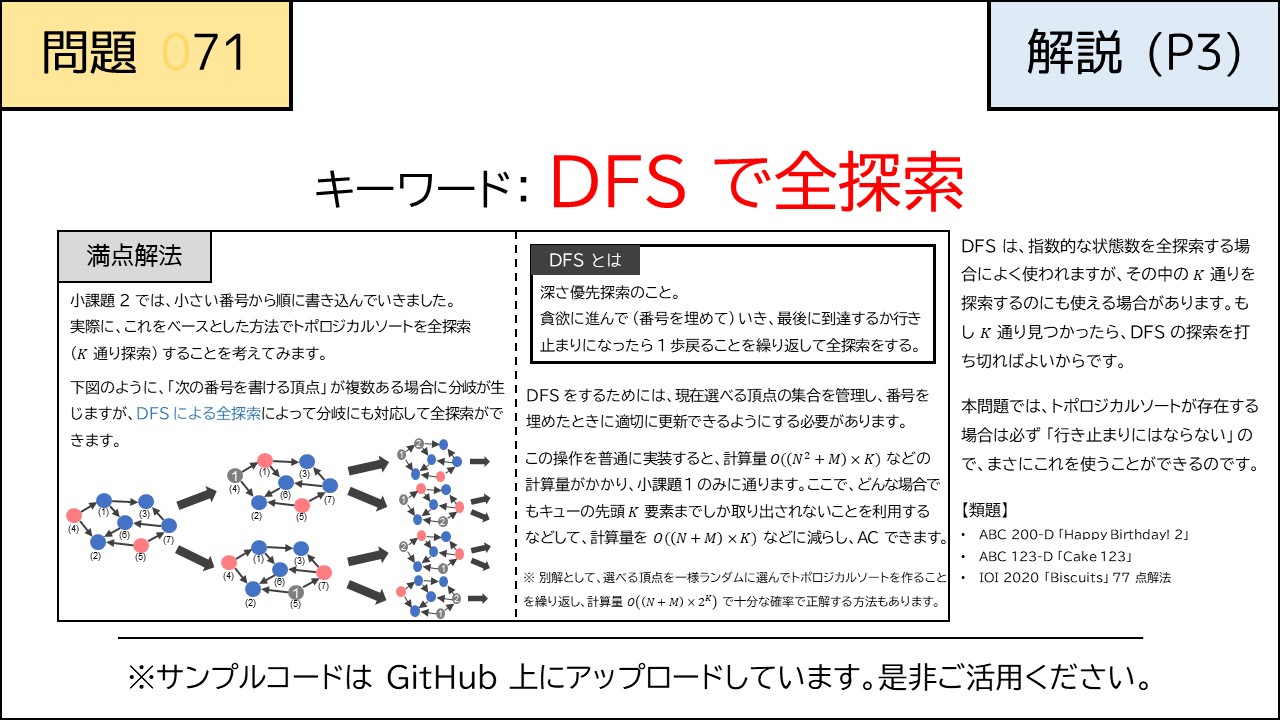 問題 071
解説 (P3)
キーワード: DFS で全探索
満点解法
小課題 2 では、小さい番号から順に書き込んでいきました。
実際に、これをベースとした方法でトポロジカルソートを全探索
(K 通り探索) することを考えてみます。
下図のように、「次の番号を書ける頂点」が複数ある場合に分岐が生
じますが、DFS による全探索によって分岐にも対応して全探索がで
きます。
(4)
(1)
(3)
(6)
(7)
(2)
(5)
1
(4)
(1)
(3)
(6)
(7)
(2)
(5)
(4)
(1)
(3)
(6)
(7)
(2)
1
(5)
2
1
1
2
2
1
2
1
DFS とは
深さ優先探索のこと。
貪欲に進んで (番号を埋めて) いき、最後に到達するか行き
止まりになったら 1 歩戻ることを繰り返して全探索をする。
DFS をするためには、現在選べる頂点の集合を管理し、番号を
埋めたときに適切に更新できるようにする必要があります。
この操作を普通に実装すると、計算量 O((N² + M) × K) などの
計算量がかかり、小課題1 のみに通ります。ここで、どんな場合で
もキューの先頭 K 要素までしか取り出されないことを利用する
などして、計算量を O((N + M) × K) などに減らし、AC できます。
※ 別解として、選べる頂点を一様ランダムに選んでトポロジカルソートを作ること
を繰り返し、計算量 O((N + M) × 2ᴷ) で十分な確率で正解する方法もあります。
DFS は、指数的な状態数を全探索する場
合によく使われますが、その中の K 通りを
探索するのにも使える場合があります。も
し K 通り見つかったら、DFS の探索を打
ち切ればよいからです。
本問題では、トポロジカルソートが存在する
場合は必ず「行き止まりにはならない」の
で、まさにこれを使うことができるのです。
【類題】
• ABC 200-D「Happy Birthday! 2」
• ABC 123-D「Cake 123」
• IOI 2020「Biscuits」77 点解法
※サンプルコードは GitHub 上にアップロードしています。是非ご活用ください。